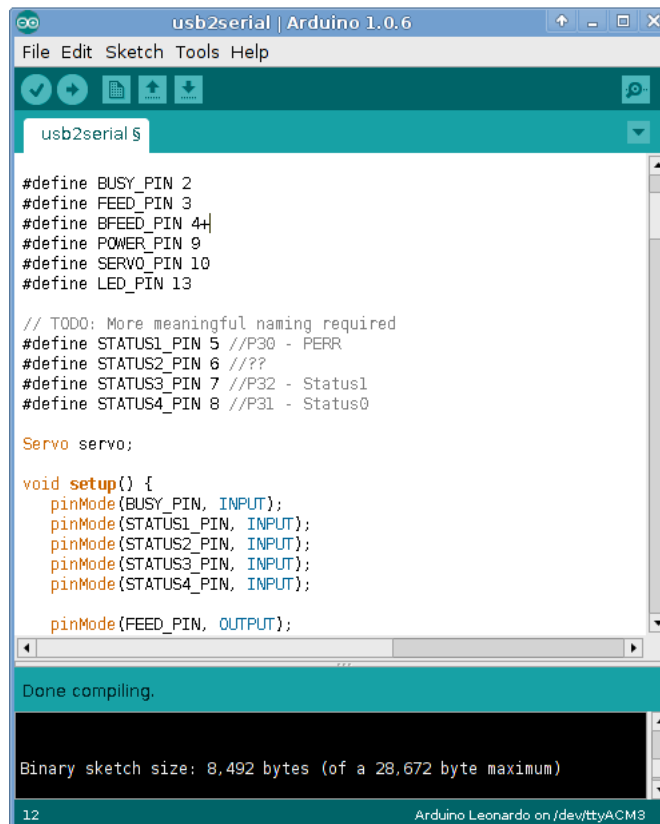 usb2serial | Arduino 1.0.6
File Edit Sketch Tools Help
usb2serial §
#define BUSY_PIN 2
#define FEED_PIN 3
#define BFEED_PIN 4+
#define POWER_PIN 9
#define SERVO_PIN 10
#define LED_PIN 13
// TODO: More meaningful naming required
#define STATUS1_PIN 5 //P30 - PERR
#define STATUS2_PIN 6 //??
#define STATUS3_PIN 7 //P32 - Status1
#define STATUS4_PIN 8 //P31 - Status0
Servo servo;
void setup() {
pinMode(BUSY_PIN, INPUT);
pinMode(STATUS1_PIN, INPUT);
pinMode(STATUS2_PIN, INPUT);
pinMode(STATUS3_PIN, INPUT);
pinMode(STATUS4_PIN, INPUT);
pinMode(FEED_PIN, OUTPUT);
Done compiling.
Binary sketch size: 8,492 bytes (of a 28,672 byte maximum)
12 Arduino Leonardo on /dev/ttyACM3